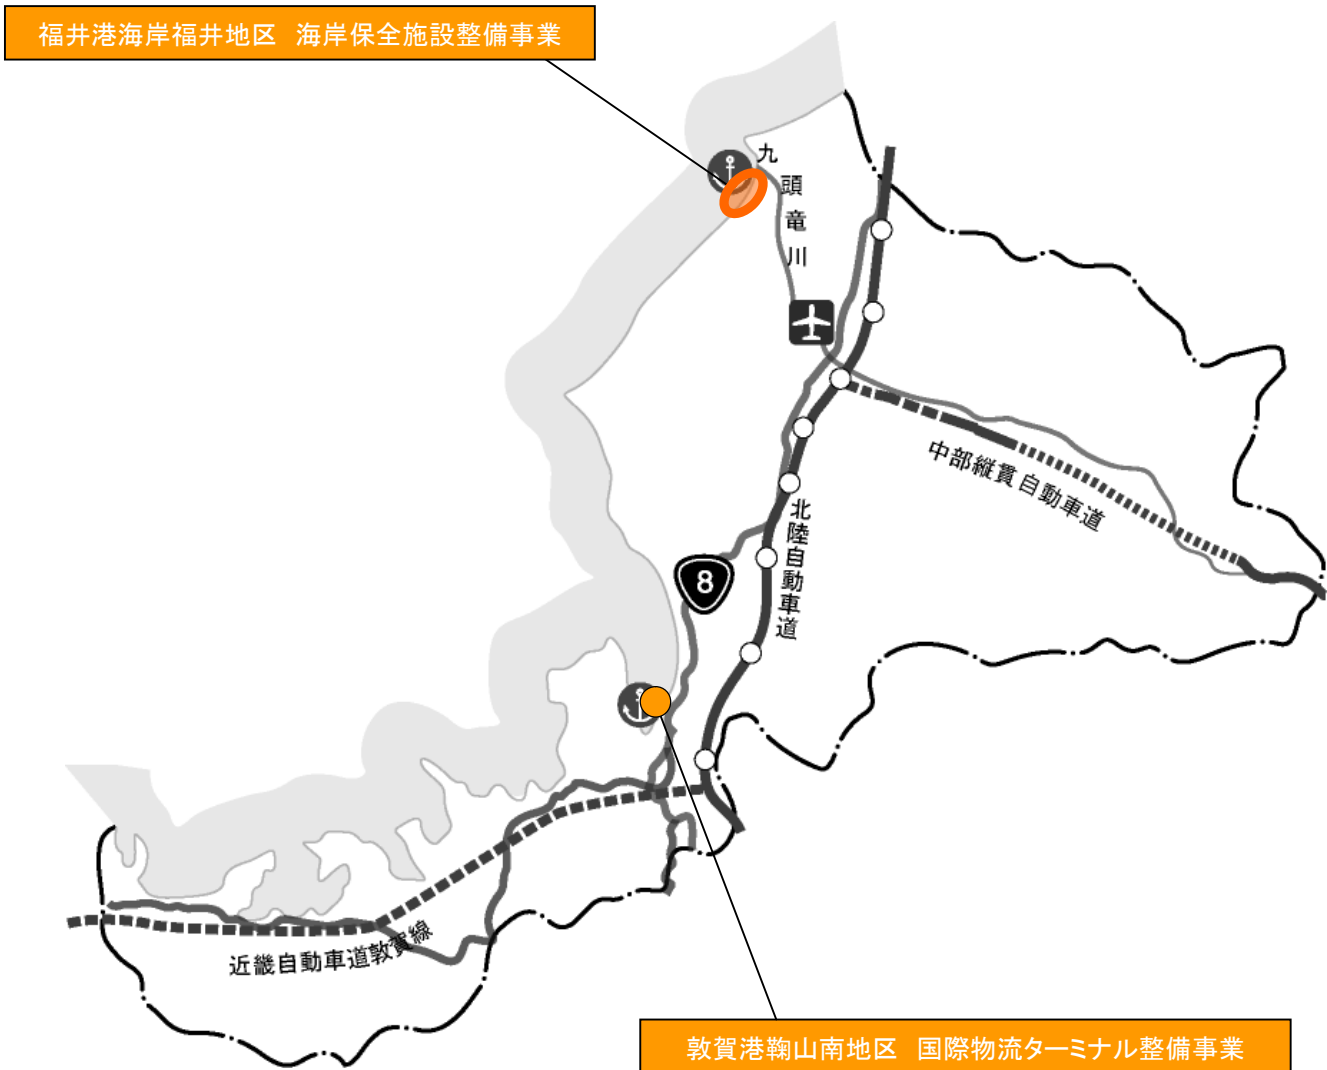 福井港海岸福井地区　海岸保全施設整備事業
九頭竜川
中部縦貫自動車道
北陸自動車道
8
近畿自動車道敦賀線
敦賀港鞠山南地区　国際物流ターミナル整備事業